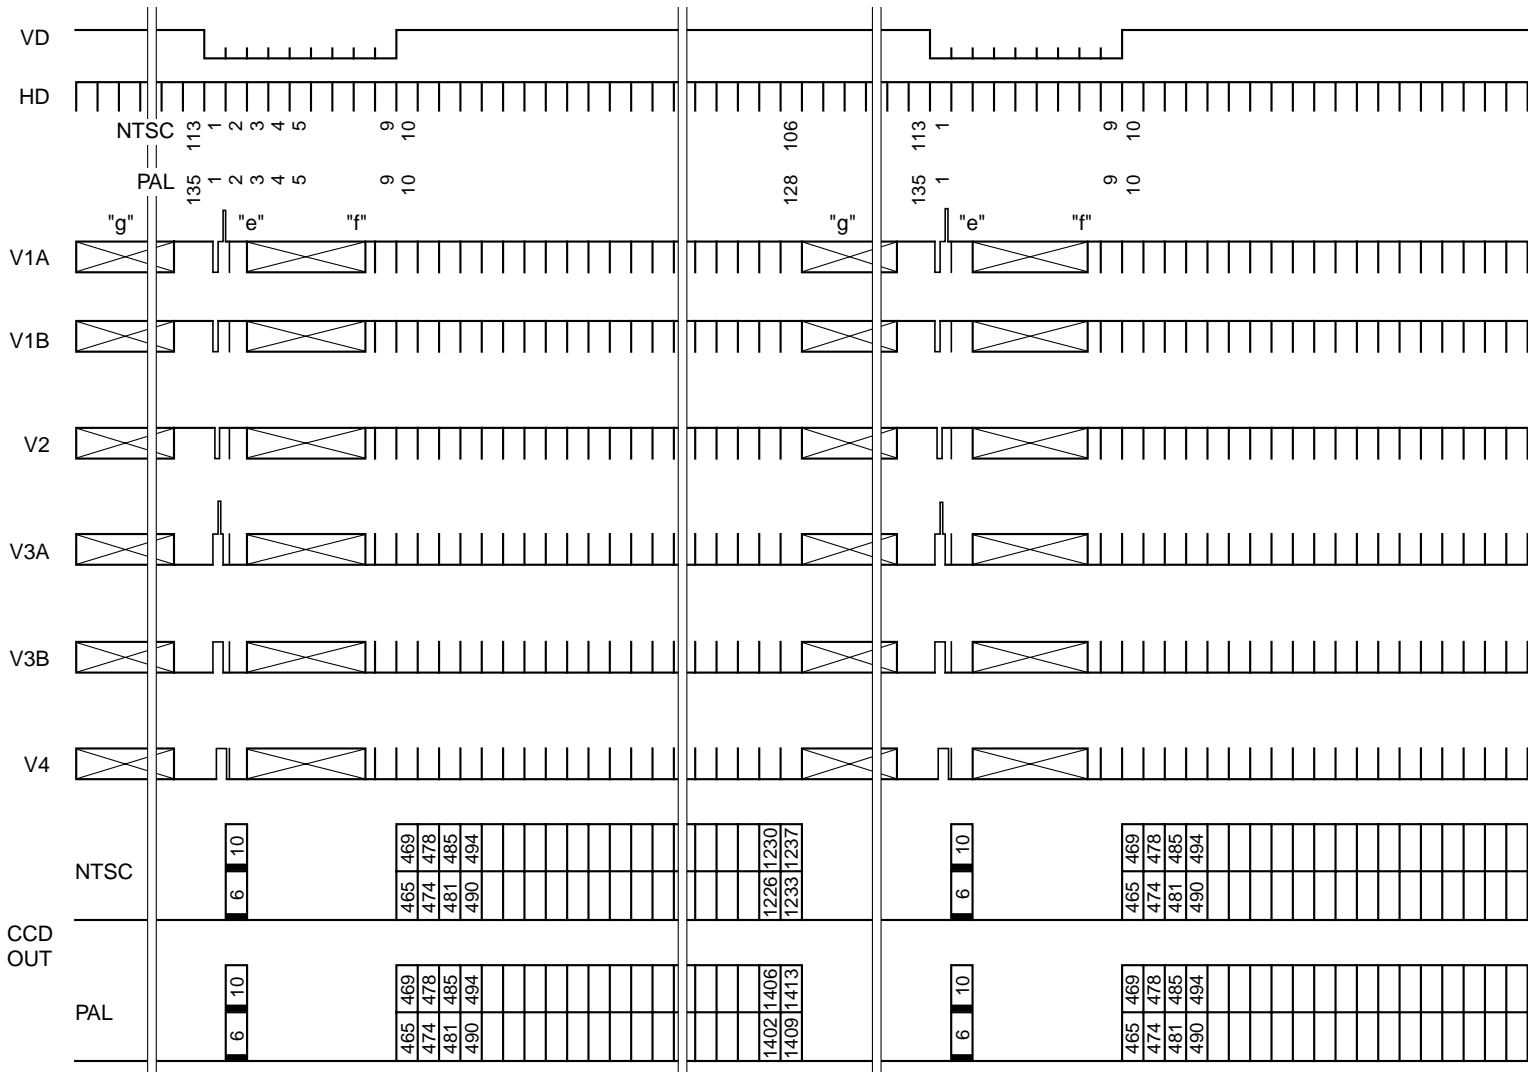 VD
HD
NTSC 113 1 2 3 4 5 9 10 106 113 1 9 10
PAL 135 1 2 3 4 5 9 10 128 135 1 9 10
"g" "e" "f" "g" "e" "f"
V1A
V1B
V2
V3A
V3B
V4
NTSC
10 469 478 485 494 1230 1237 10 469 478 485 494
6 465 474 481 490 1226 1233 6 465 474 481 490
CCD
OUT
PAL
10 469 478 485 494 1406 1413 10 469 478 485 494
6 465 474 481 490 1402 1409 6 465 474 481 490